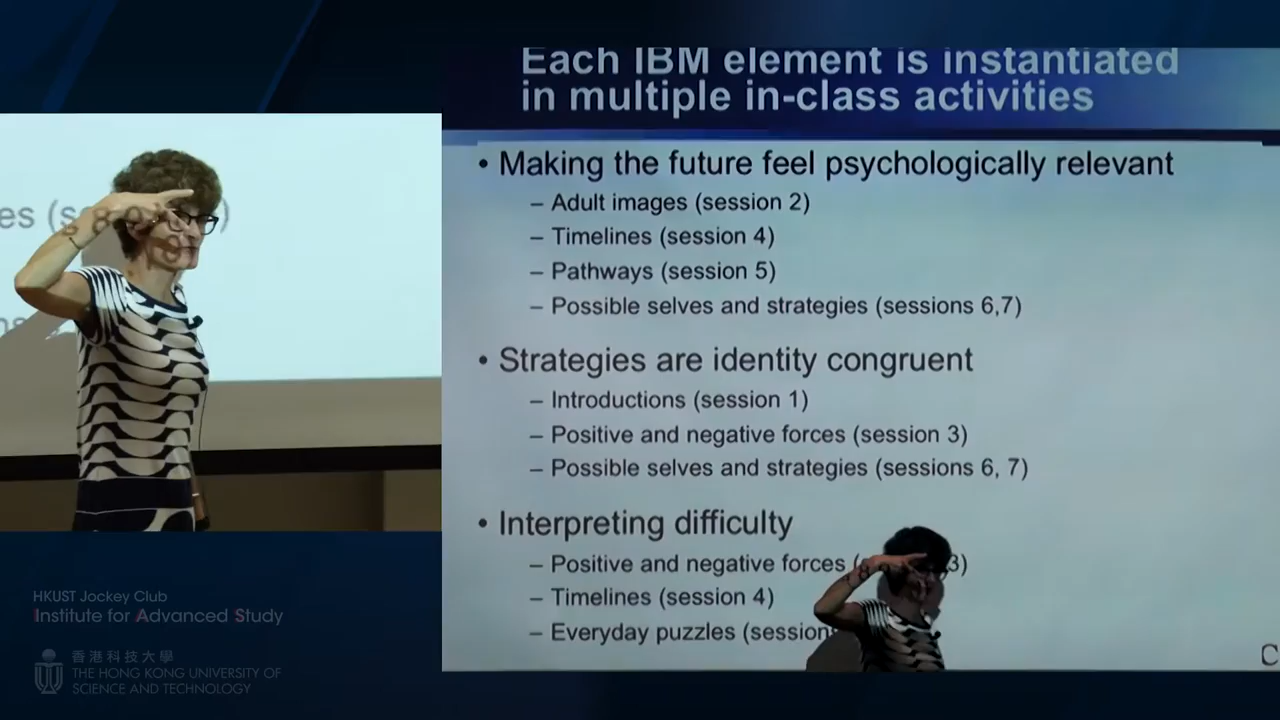 Each IBM element is instantiated
in multiple in-class activities
• Making the future feel psychologically relevant
– Adult images (session 2)
– Timelines (session 4)
– Pathways (session 5)
– Possible selves and strategies (sessions 6,7)
• Strategies are identity congruent
– Introductions (session 1)
– Positive and negative forces (session 3)
– Possible selves and strategies (sessions 6, 7)
• Interpreting difficulty
– Positive and negative forces ( 3)
– Timelines (session 4)
– Everyday puzzles (session
HKUST Jockey Club
Institute for Advanced Study
香港科技大學
THE HONG KONG UNIVERSITY OF
SCIENCE AND TECHNOLOGY